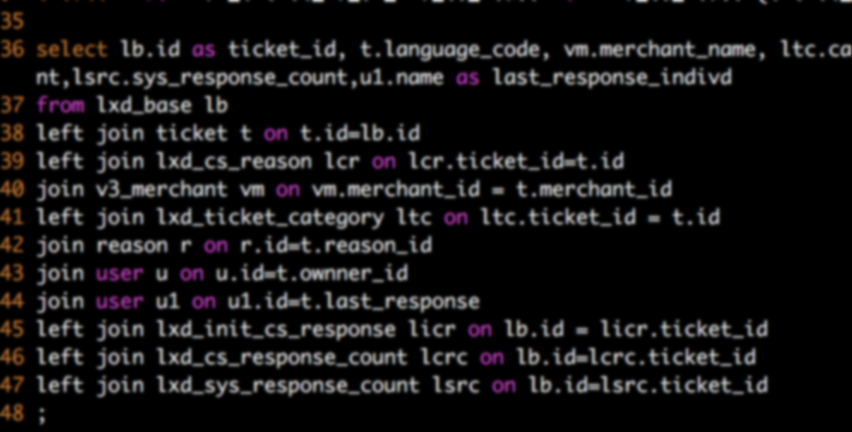 35
36 select lb.id as ticket_id, t.language_code, vm.merchant_name, ltc.ca
nt,lsrc.sys_response_count,u1.name as last_response_indivd
37 from lxd_base lb
38 left join ticket t on t.id=lb.id
39 left join lxd_cs_reason lcr on lcr.ticket_id=t.id
40 join v3_merchant vm on vm.merchant_id = t.merchant_id
41 left join lxd_ticket_category ltc on ltc.ticket_id = t.id
42 join reason r on r.id=t.reason_id
43 join user u on u.id=t.ownner_id
44 join user u1 on u1.id=t.last_response
45 left join lxd_init_cs_response licr on lb.id = licr.ticket_id
46 left join lxd_cs_response_count lcrc on lb.id=lcrc.ticket_id
47 left join lxd_sys_response_count lsrc on lb.id=lsrc.ticket_id
48 ;